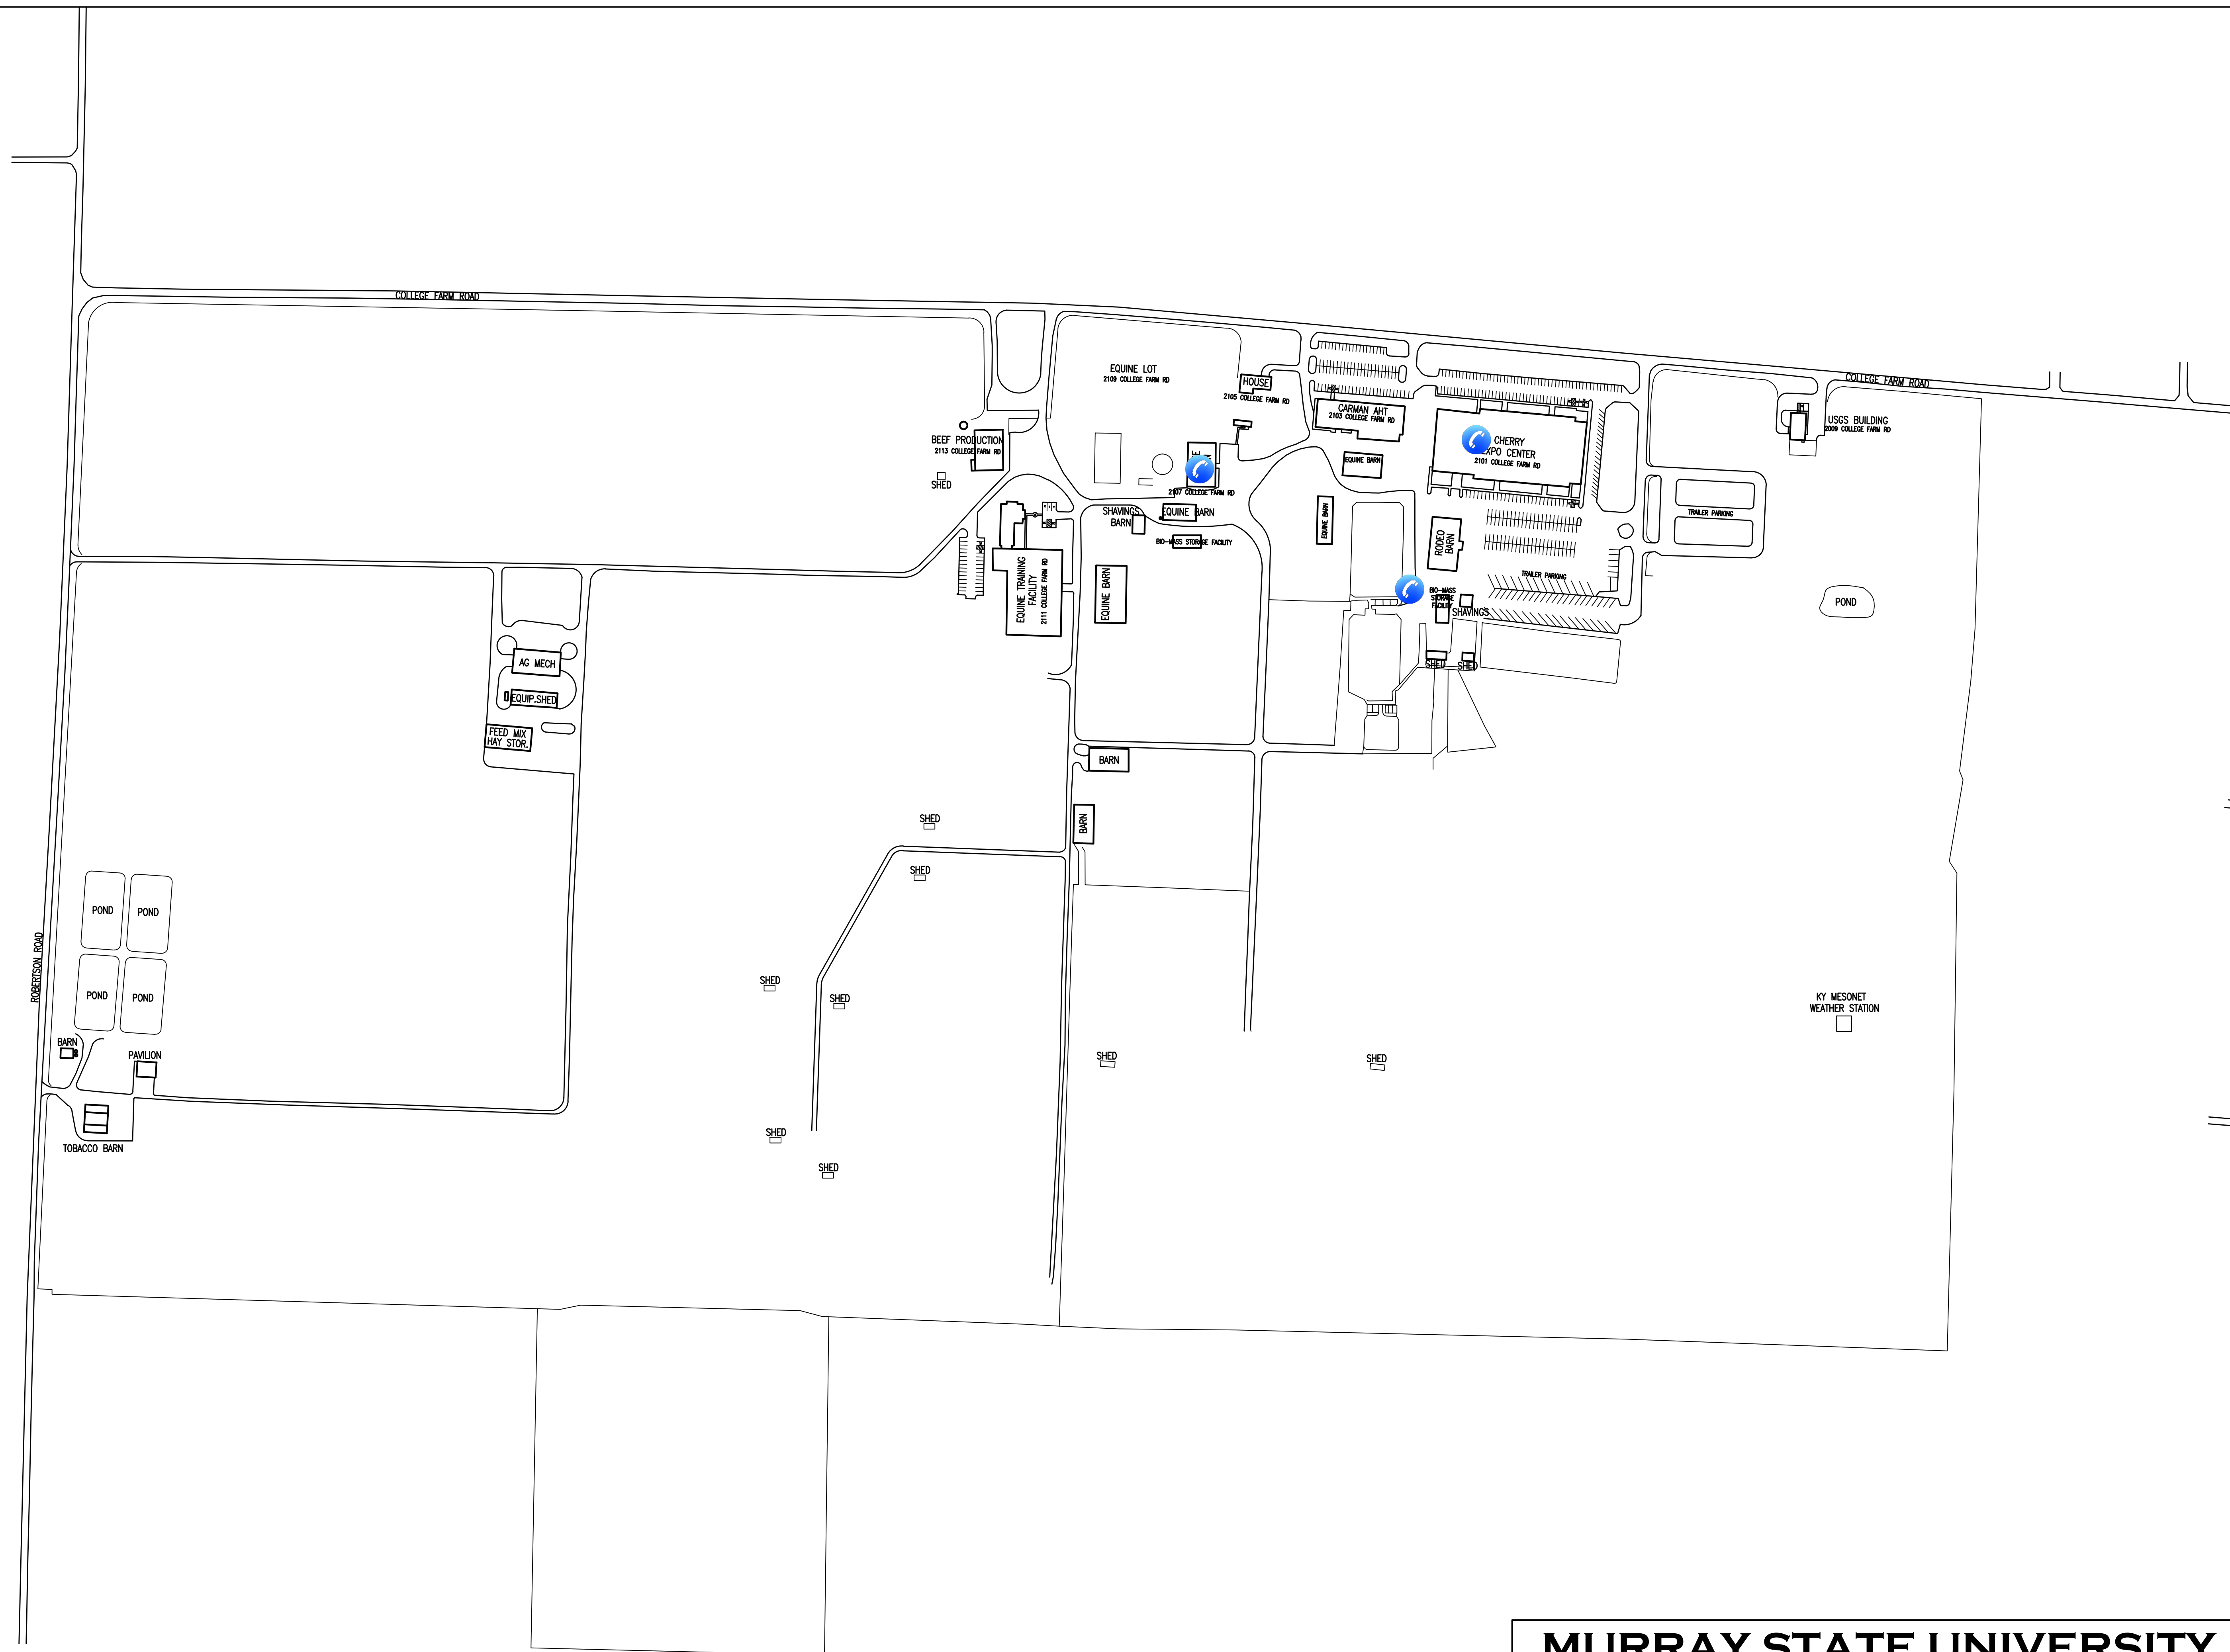 COLLEGE FARM ROAD
EQUINE LOT
2109 COLLEGE FARM RD
HOUSE
2105 COLLEGE FARM RD
CARMAN AHT
2103 COLLEGE FARM RD
COLLEGE FARM ROAD
USGS BUILDING
2009 COLLEGE FARM RD
BEEF PRODUCTION
2113 COLLEGE FARM RD
SHED
CHERRY
EXPO CENTER
2101 COLLEGE FARM RD
EQUINE BARN
2107 COLLEGE FARM RD
SHAVINGS
BARN
EQUINE BARN
BIO-MASS STORAGE FACILITY
EQUINE BARN
RODEO
BARN
TRAILER PARKING
TRAILER PARKING
EQUINE TRAINING
FACILITY
2111 COLLEGE FARM RD
EQUINE BARN
BIO-MASS
STORAGE
FACILITY
SHAVINGS
POND
SHED
SHED
AG MECH
EQUIP.SHED
FEED MIX
HAY STOR.
BARN
BARN
SHED
SHED
POND
POND
ROBERTSON ROAD
POND
POND
SHED
SHED
KY MESONET
WEATHER STATION
BARN
PAVILION
SHED
SHED
TOBACCO BARN
SHED
SHED
MURRAY STATE UNIVERSITY